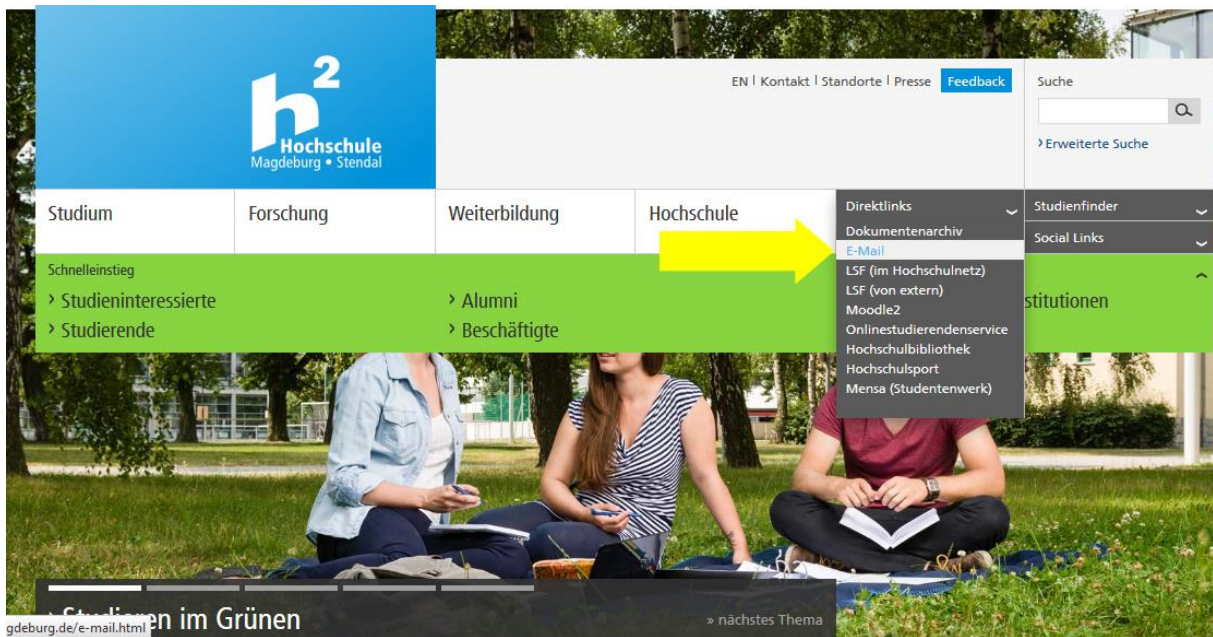 h2
Hochschule
Magdeburg • Stendal
EN | Kontakt | Standorte | Presse Feedback
Suche
› Erweiterte Suche
Studium
Forschung
Weiterbildung
Hochschule
Direktlinks
Dokumentenarchiv
E-Mail
LSF (im Hochschulnetz)
LSF (von extern)
Moodle2
Onlinestudierendenservice
Hochschulbibliothek
Hochschulsport
Mensa (Studentenwerk)
Studienfinder
Social Links
Schnelleinstieg
› Studieninteressierte
› Studierende
› Alumni
› Beschäftigte
stitutionen
en im Grünen
» nächstes Thema
gdeburg.de/e-mail.html